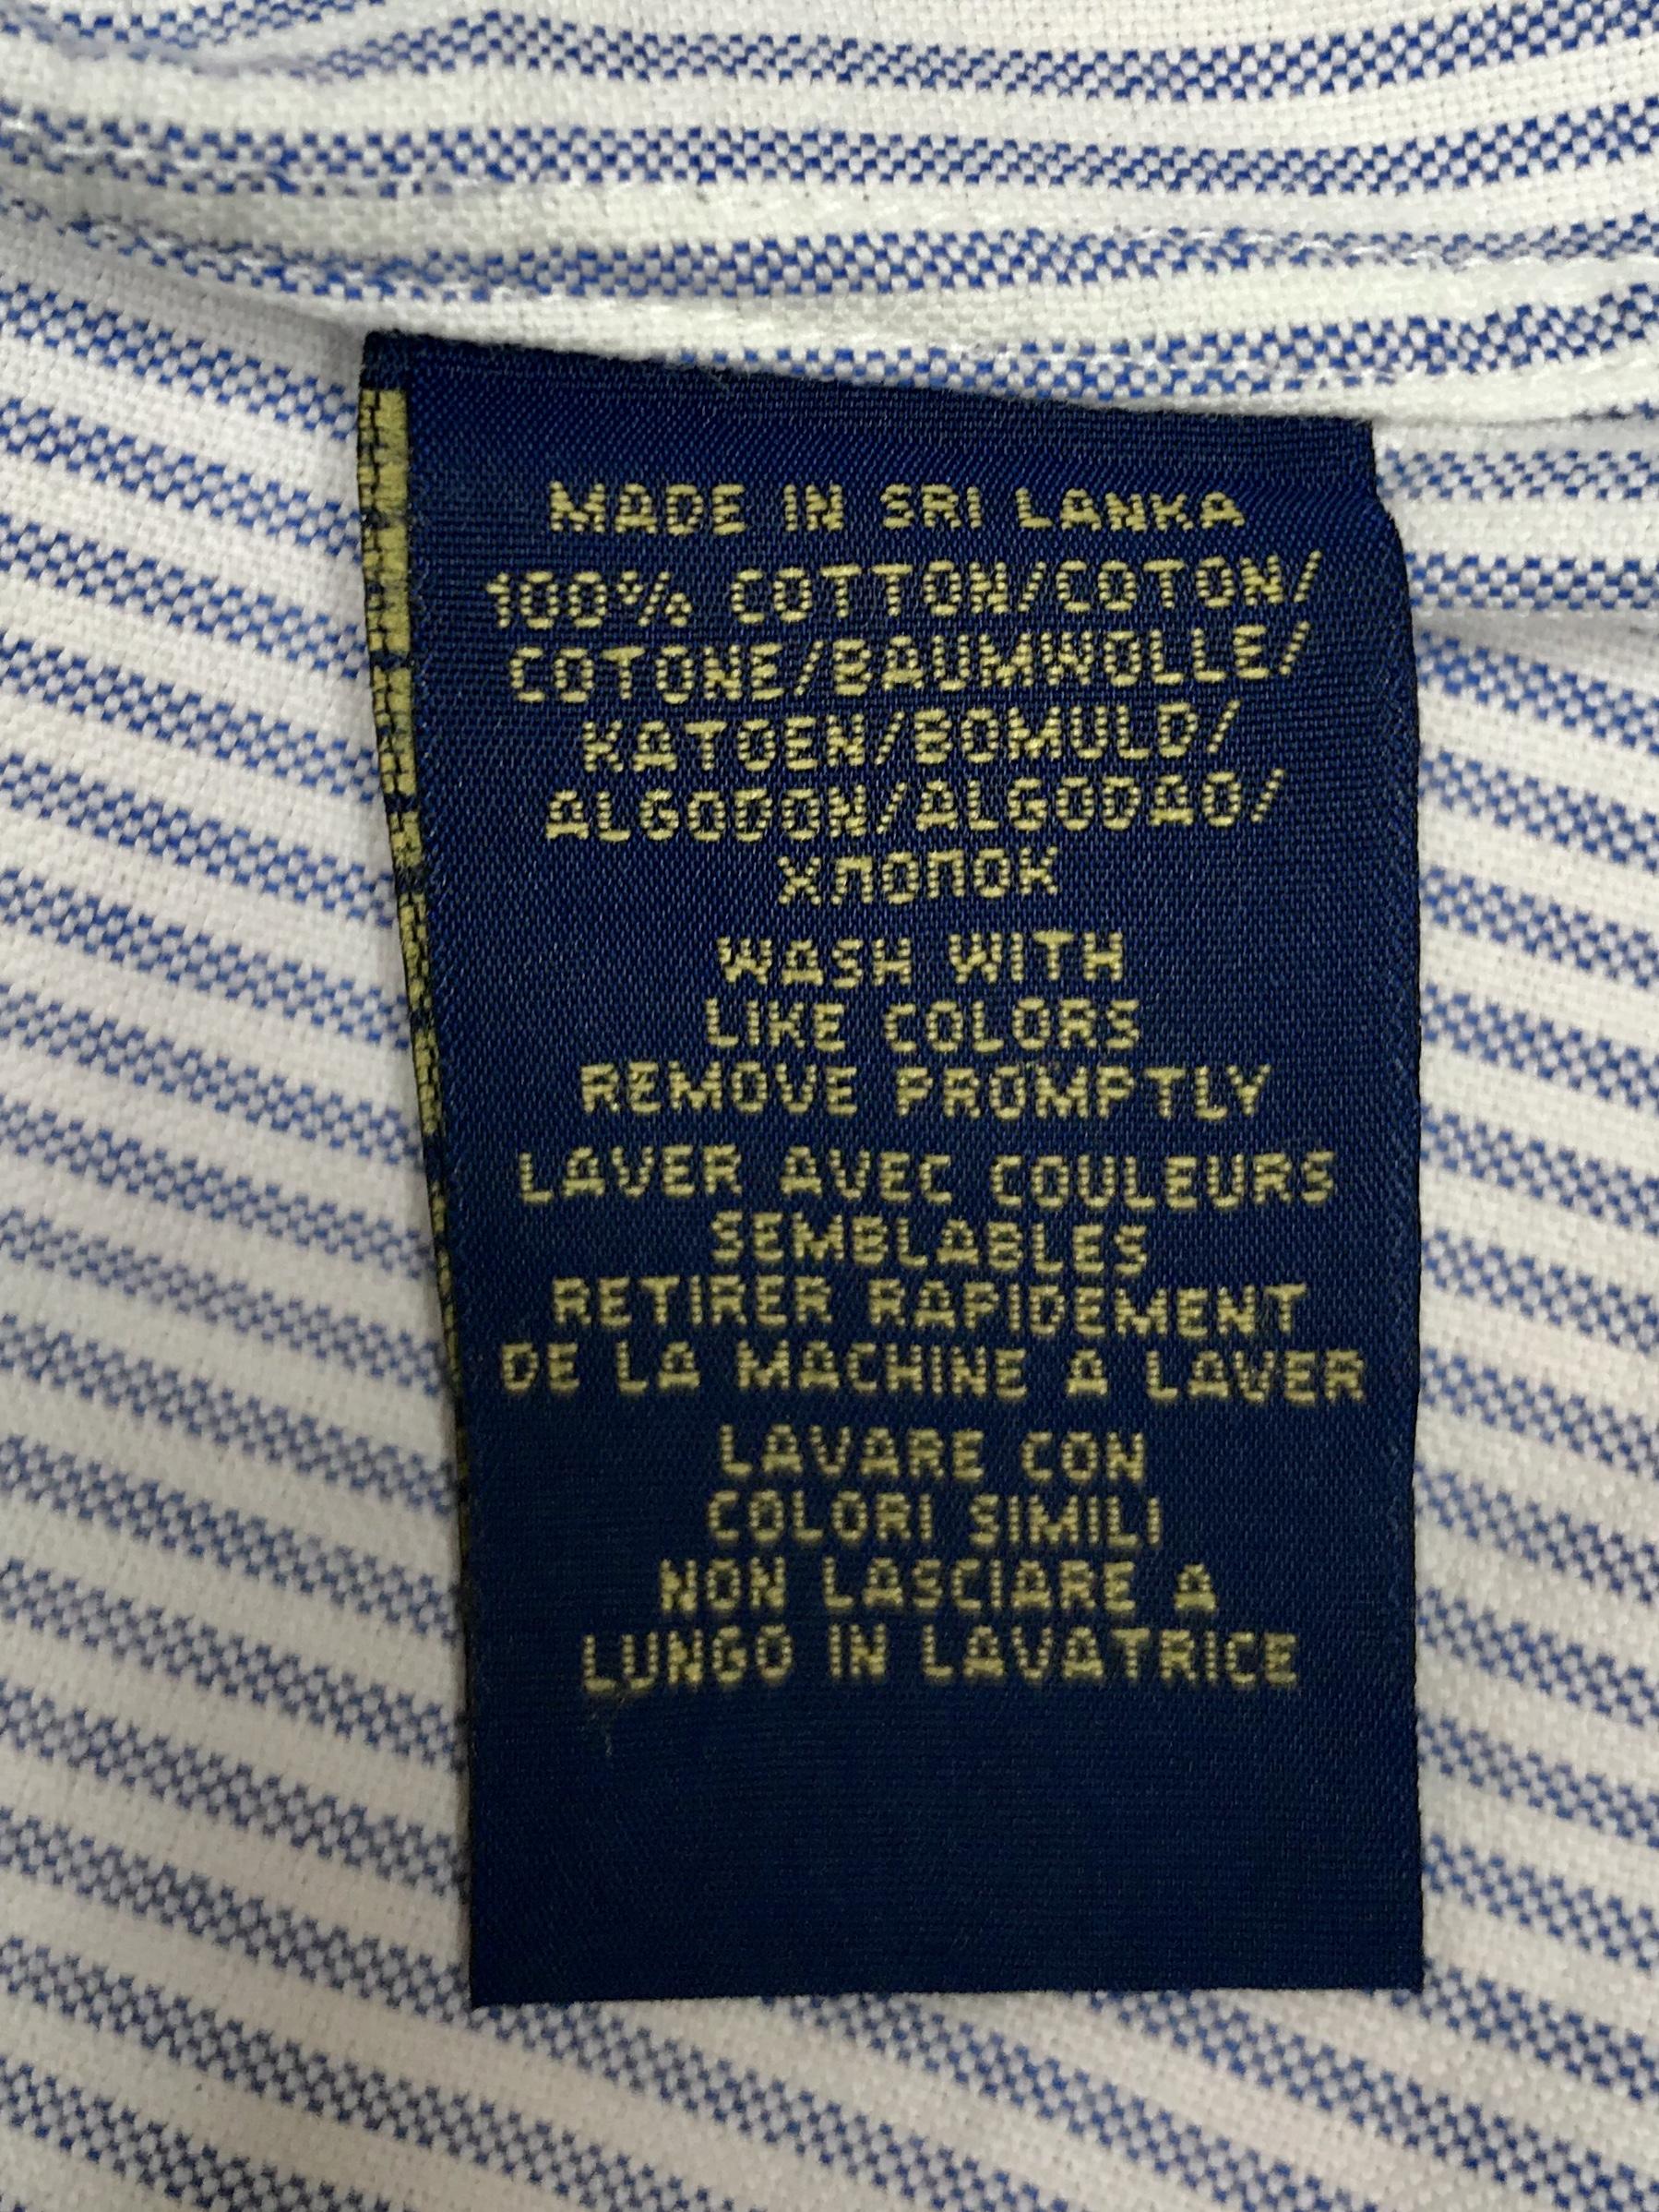 MADE IN SRI LANKA
100% COTTON/COTON/
COTONE/BAUMWOLLE/
KATOEN/BOMULD/
ALGODON/ALGODAO/
ХЛОПОК
WASH WITH
LIKE COLORS
REMOVE PROMPTLY
LAVER AVEC COULEURS
SEMBLABLES
RETIRER RAPIDEMENT
DE LA MACHINE A LAVER
LAVARE CON
COLORI SIMILI
NON LASCIARE A
LUNGO IN LAVATRICE